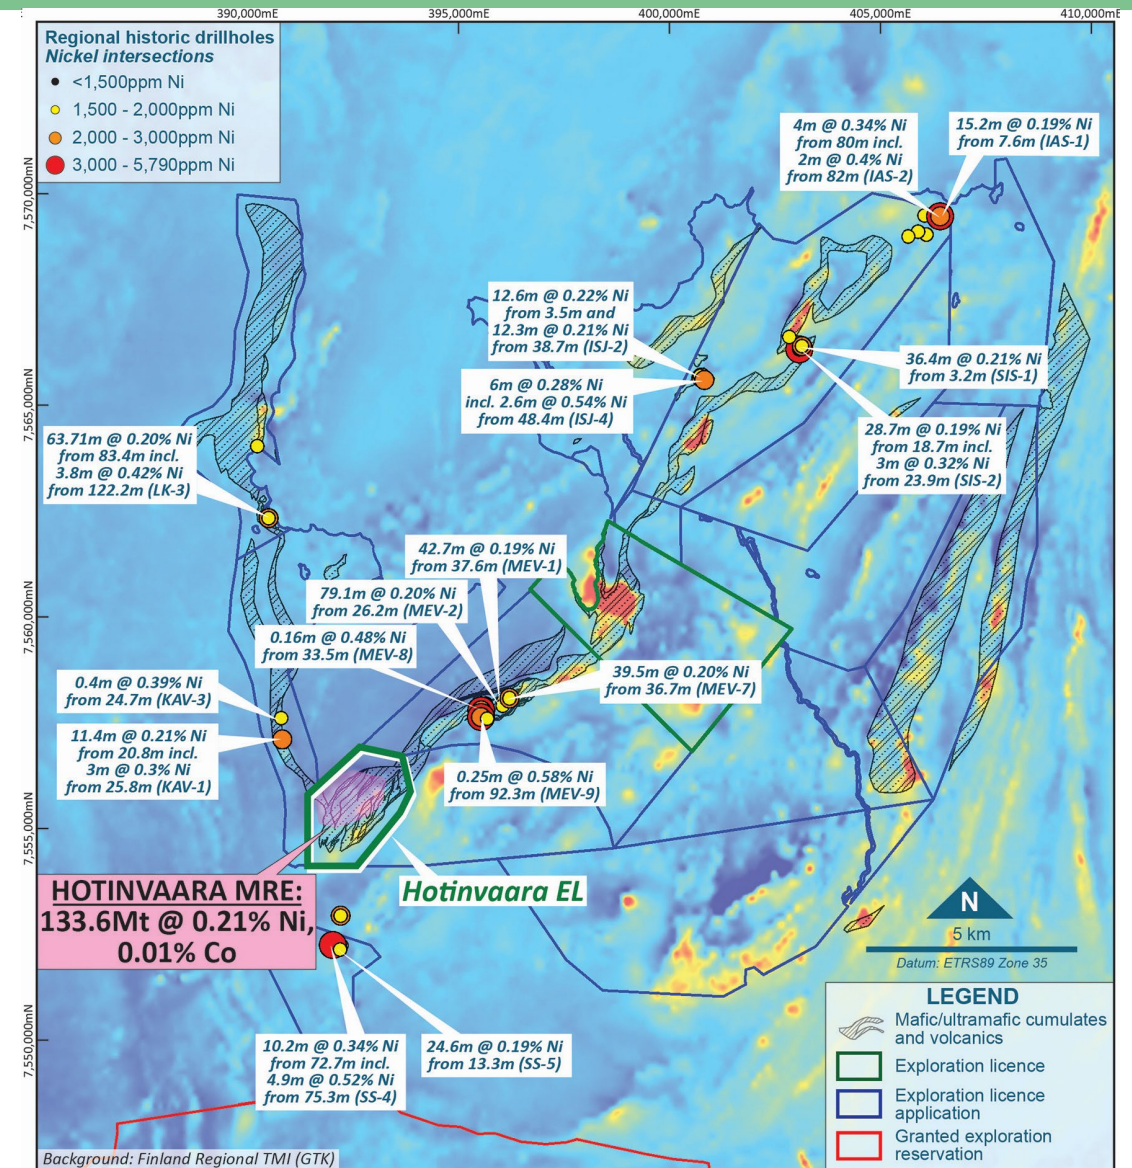 390,000mE
395,000mE
400,000mE
405,000mE
410,000mE
Regional historic drillholes
Nickel intersections
<1,500ppm Ni
1,500 - 2,000ppm Ni
2,000 - 3,000ppm Ni
3,000 - 5,790ppm Ni
7,570,000mN
7,565,000mN
7,560,000mN
7,555,000mN
7,550,000mN
4m @ 0.34% Ni
from 80m incl.
2m @ 0.4% Ni
from 82m (IAS-2)
15.2m @ 0.19% Ni
from 7.6m (IAS-1)
12.6m @ 0.22% Ni
from 3.5m and
12.3m @ 0.21% Ni
from 38.7m (ISJ-2)
6m @ 0.28% Ni
incl. 2.6m @ 0.54% Ni
from 48.4m (ISJ-4)
36.4m @ 0.21% Ni
from 3.2m (SIS-1)
28.7m @ 0.19% Ni
from 18.7m incl.
3m @ 0.32% Ni
from 23.9m (SIS-2)
63.71m @ 0.20% Ni
from 83.4m incl.
3.8m @ 0.42% Ni
from 122.2m (LK-3)
42.7m @ 0.19% Ni
from 37.6m (MEV-1)
79.1m @ 0.20% Ni
from 26.2m (MEV-2)
0.16m @ 0.48% Ni
from 33.5m (MEV-8)
39.5m @ 0.20% Ni
from 36.7m (MEV-7)
0.4m @ 0.39% Ni
from 24.7m (KAV-3)
11.4m @ 0.21% Ni
from 20.8m incl.
3m @ 0.3% Ni
from 25.8m (KAV-1)
0.25m @ 0.58% Ni
from 92.3m (MEV-9)
HOTINVAARA MRE:
133.6Mt @ 0.21% Ni,
0.01% Co
Hotinvaara EL
N
5 km
Datum: ETRS89 Zone 35
10.2m @ 0.34% Ni
from 72.7m incl.
4.9m @ 0.52% Ni
from 75.3m (SS-4)
24.6m @ 0.19% Ni
from 13.3m (SS-5)
LEGEND
Mafic/ultramafic cumulates
and volcanics
Exploration licence
Exploration licence
application
Granted exploration
reservation
Background: Finland Regional TMI (GTK)